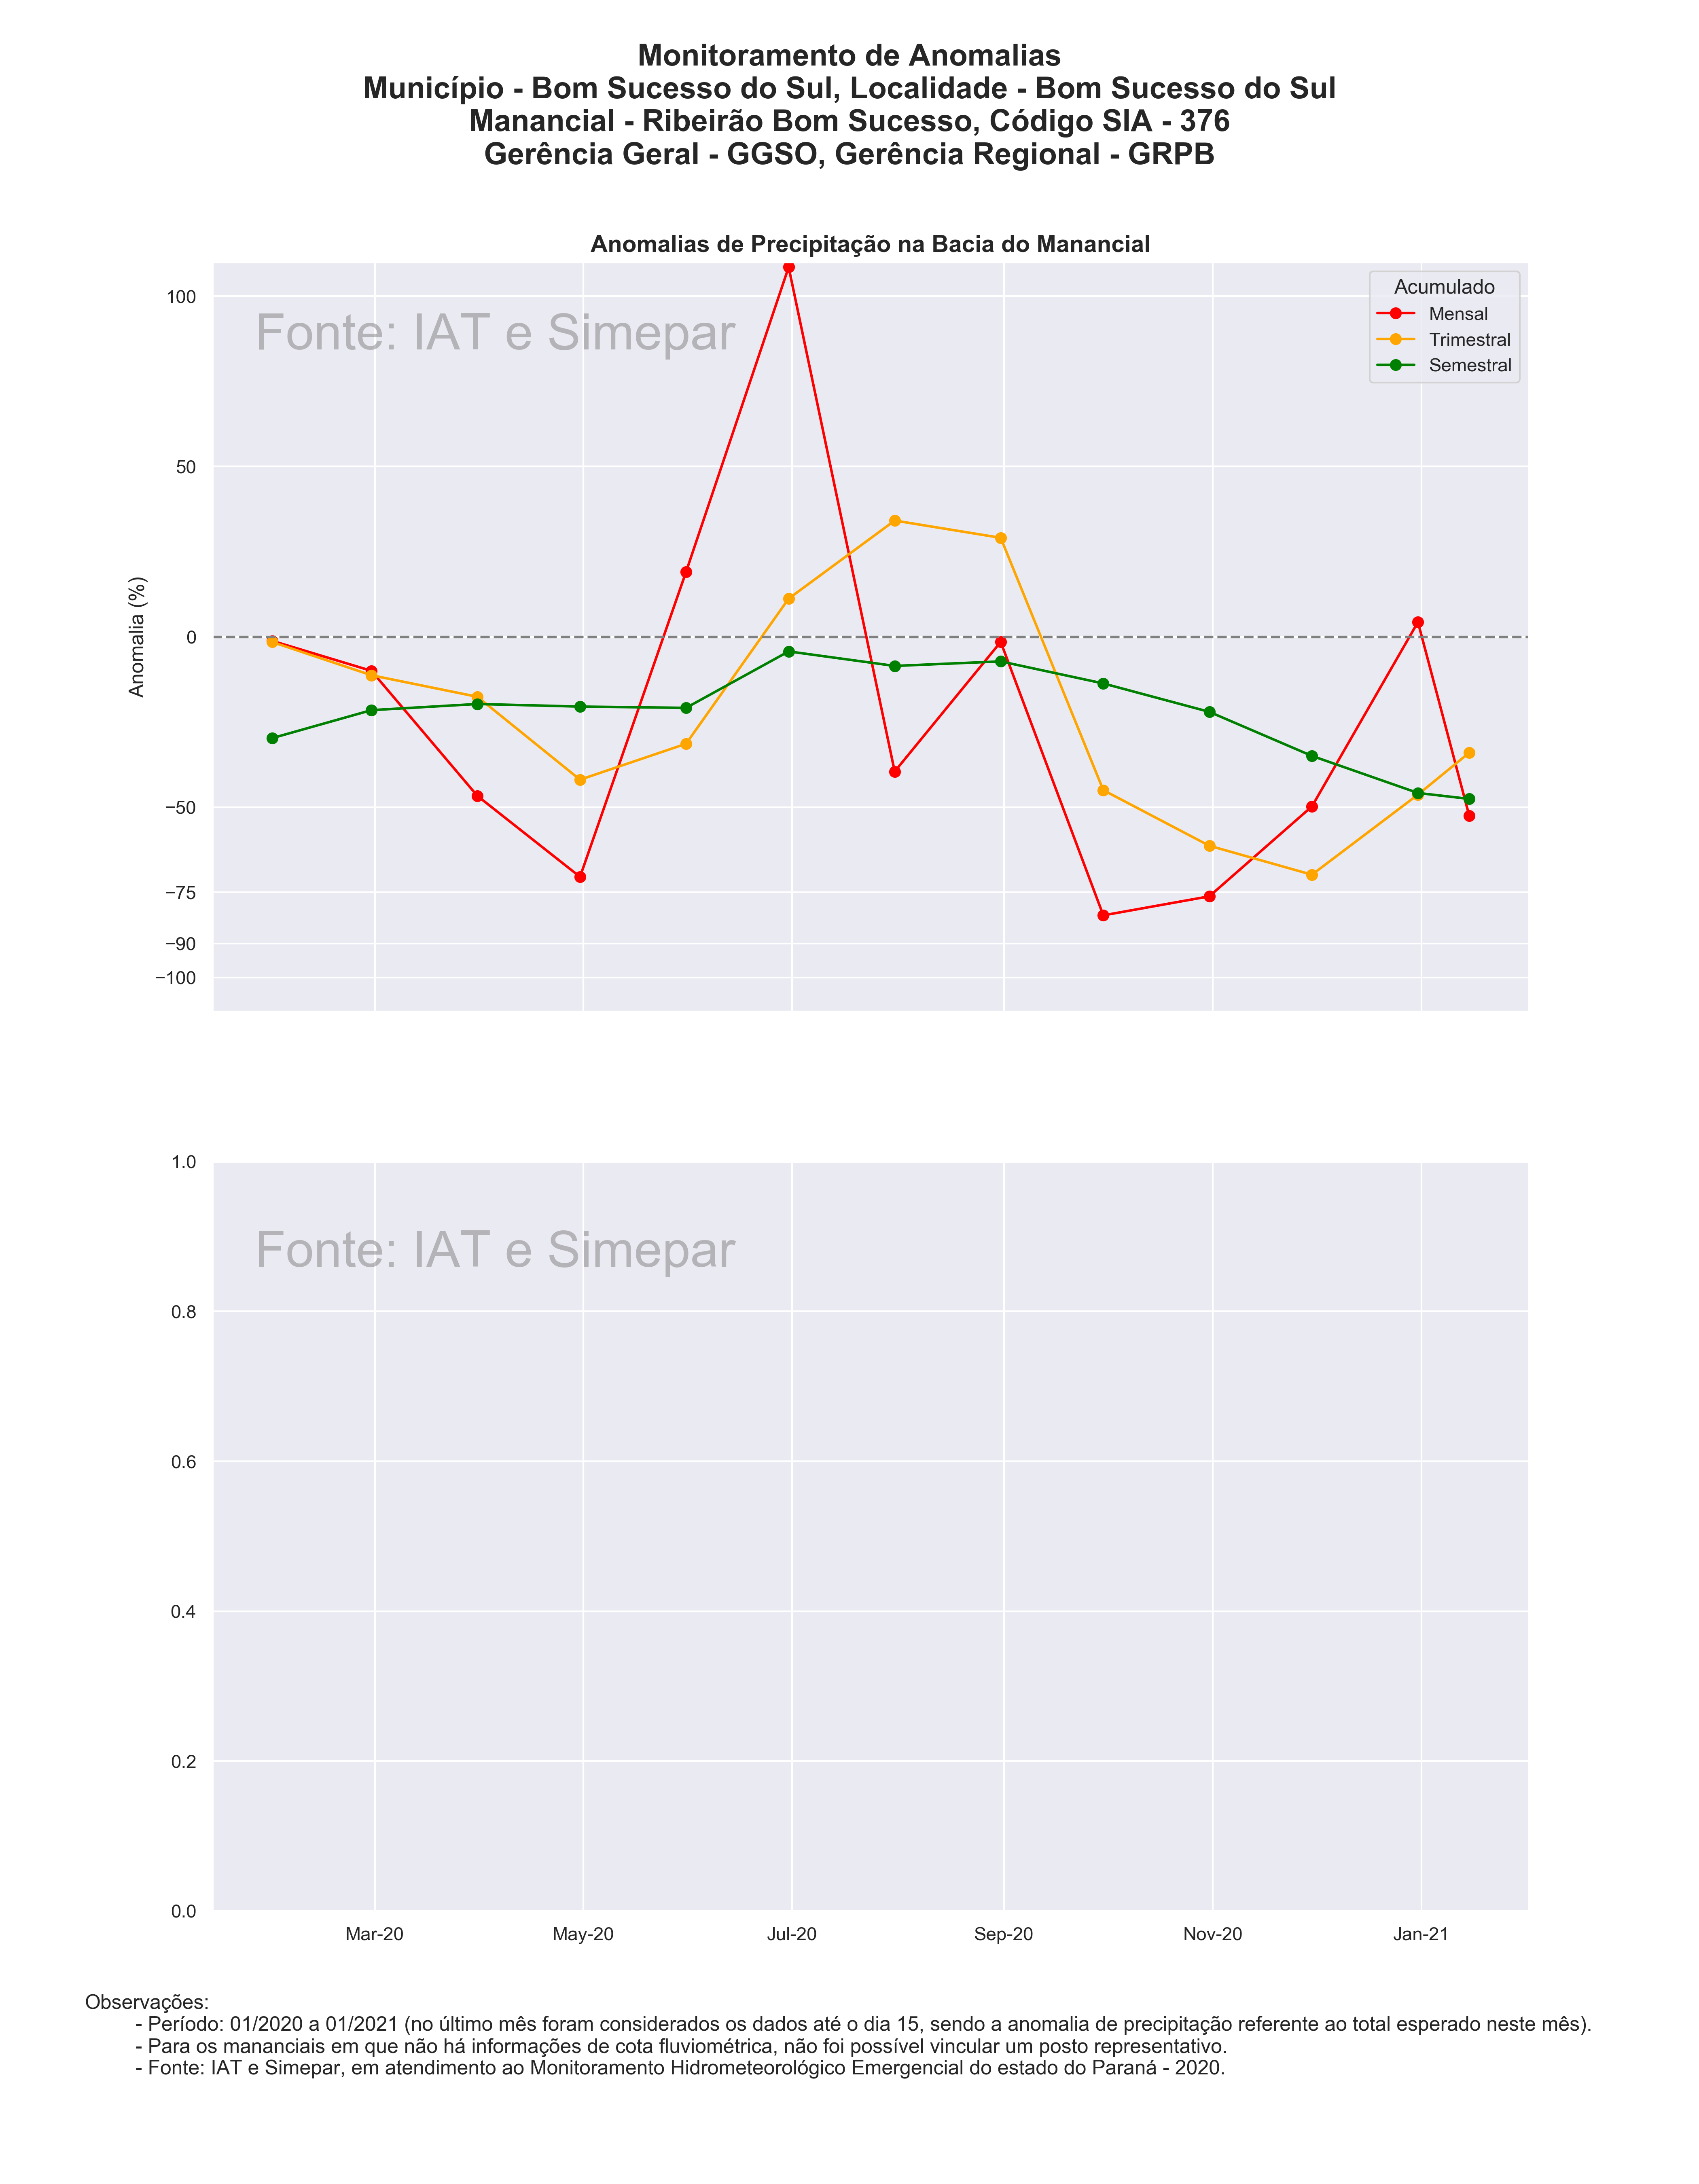 Monitoramento de Anomalias
Município - Bom Sucesso do Sul, Localidade - Bom Sucesso do Sul
Manancial - Ribeirão Bom Sucesso, Código SIA - 376
Gerência Geral - GGSO, Gerência Regional - GRPB
Anomalias de Precipitação na Bacia do Manancial
Fonte: IAT e Simepar
Acumulado
Mensal
Trimestral
Semestral
Anomalia (%)
100
50
0
−50
−75
−90
−100
Fonte: IAT e Simepar
1.0
0.8
0.6
0.4
0.2
0.0
Mar-20 May-20 Jul-20 Sep-20 Nov-20 Jan-21
Observações:
- Período: 01/2020 a 01/2021 (no último mês foram considerados os dados até o dia 15, sendo a anomalia de precipitação referente ao total esperado neste mês).
- Para os mananciais em que não há informações de cota fluviométrica, não foi possível vincular um posto representativo.
- Fonte: IAT e Simepar, em atendimento ao Monitoramento Hidrometeorológico Emergencial do estado do Paraná - 2020.